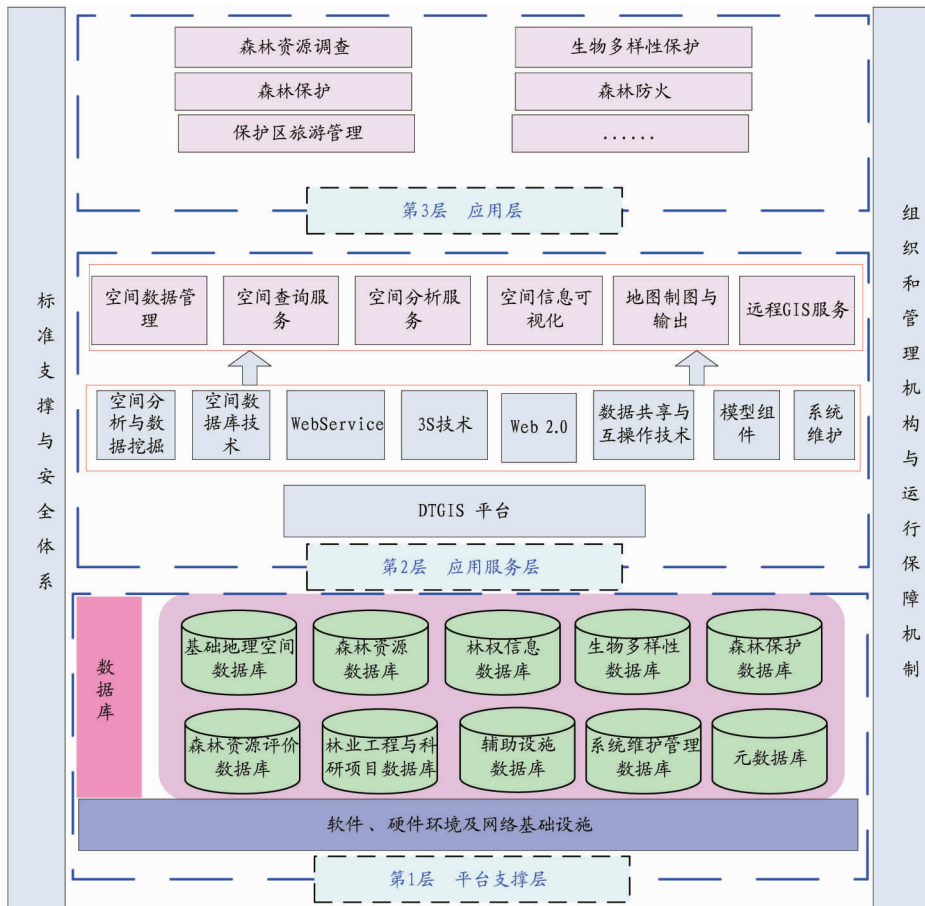 森林资源调查
生物多样性保护
森林保护
森林防火
保护区旅游管理
......
第3层 应用层
标准支撑与安全体系
组织和管理机构与运行保障机制
空间数据管
理
空间查询服
务
空间分析服
务
空间信息可
视化
地图制图与
输出
远程GIS服务
空间分
析与数
据挖掘
空间数
据库技
术
WebService
3S技术
Web 2.0
数据共享与
互操作技术
模型组
件
系统
维护
DTGIS 平台
第2层 应用服务层
数据库
基础地理空间
数据库
森林资源
数据库
林权信息
数据库
生物多样性
数据库
森林保护
数据库
森林资源评价
数据库
林业工程与科
研项目数据库
辅助设施
数据库
系统维护管理
数据库
元数据库
软件、硬件环境及网络基础设施
第1层 平台支撑层